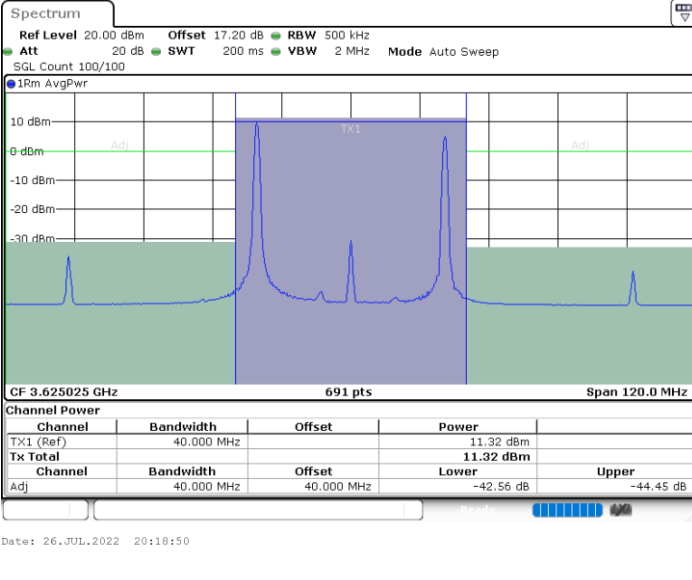 Spectrum
Ref Level 20.00 dBm Offset 17.20 dB RBW 500 kHz
Att 20 dB SWT 200 ms VBW 2 MHz Mode Auto Sweep
SGL Count 100/100
1Rm AvgPwr
10 dBm
TX1
Adj Adj
0 dBm
-10 dBm
-20 dBm
-30 dBm
CF 3.625025 GHz 691 pts Span 120.0 MHz
Channel Power
Channel Bandwidth Offset Power
TX1 (Ref) 40.000 MHz 11.32 dBm
Tx Total 11.32 dBm
Channel Bandwidth Offset Lower Upper
Adj 40.000 MHz 40.000 MHz -42.56 dB -44.45 dB
Ready
Date: 26.JUL.2022 20:18:50